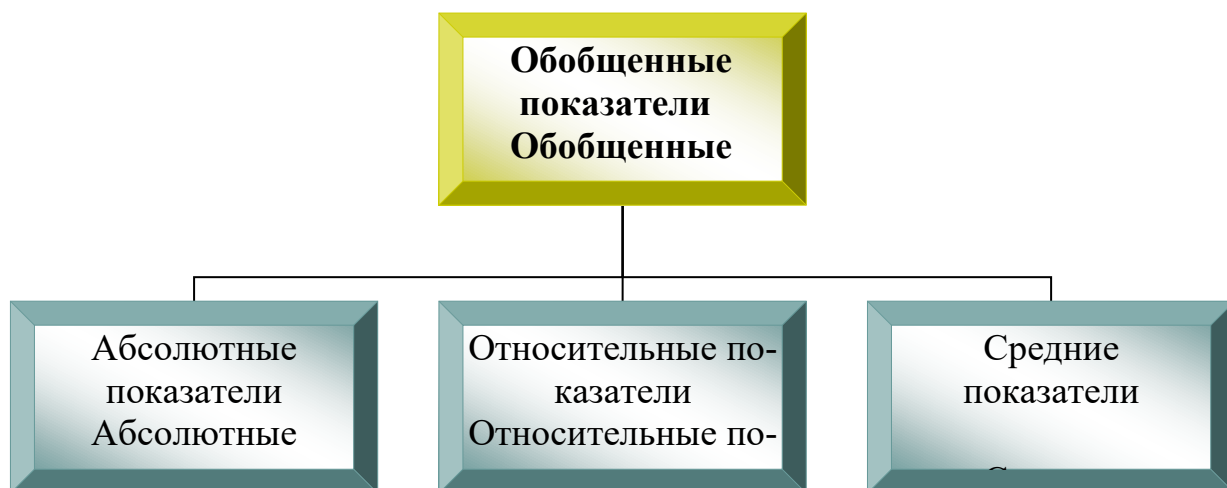 Обобщенные
показатели
Обобщенные
Абсолютные
показатели
Абсолютные
Относительные по-
казатели
Относительные по-
Средние
показатели